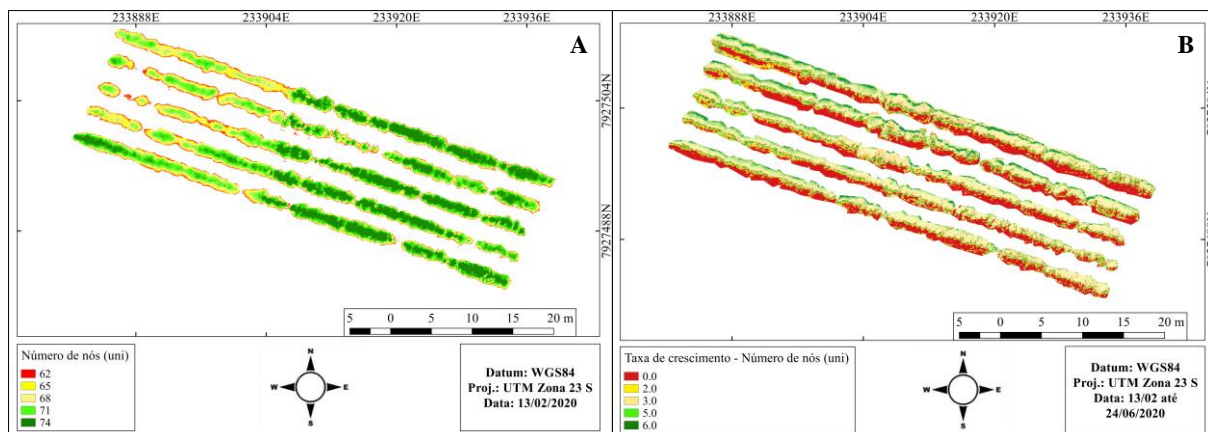 233888E 233904E 233920E 233936E
A
7927504N
7927488N
5 0 5 10 15 20 m
Número de nós (uni)
62
65
68
71
74
N
W E
S
Datum: WGS84
Proj.: UTM Zona 23 S
Data: 13/02/2020
233888E 233904E 233920E 233936E
B
5 0 5 10 15 20 m
Taxa de crescimento - Número de nós (uni)
0.0
2.0
3.0
5.0
6.0
N
W E
S
Datum: WGS84
Proj.: UTM Zona 23 S
Data: 13/02 até
24/06/2020